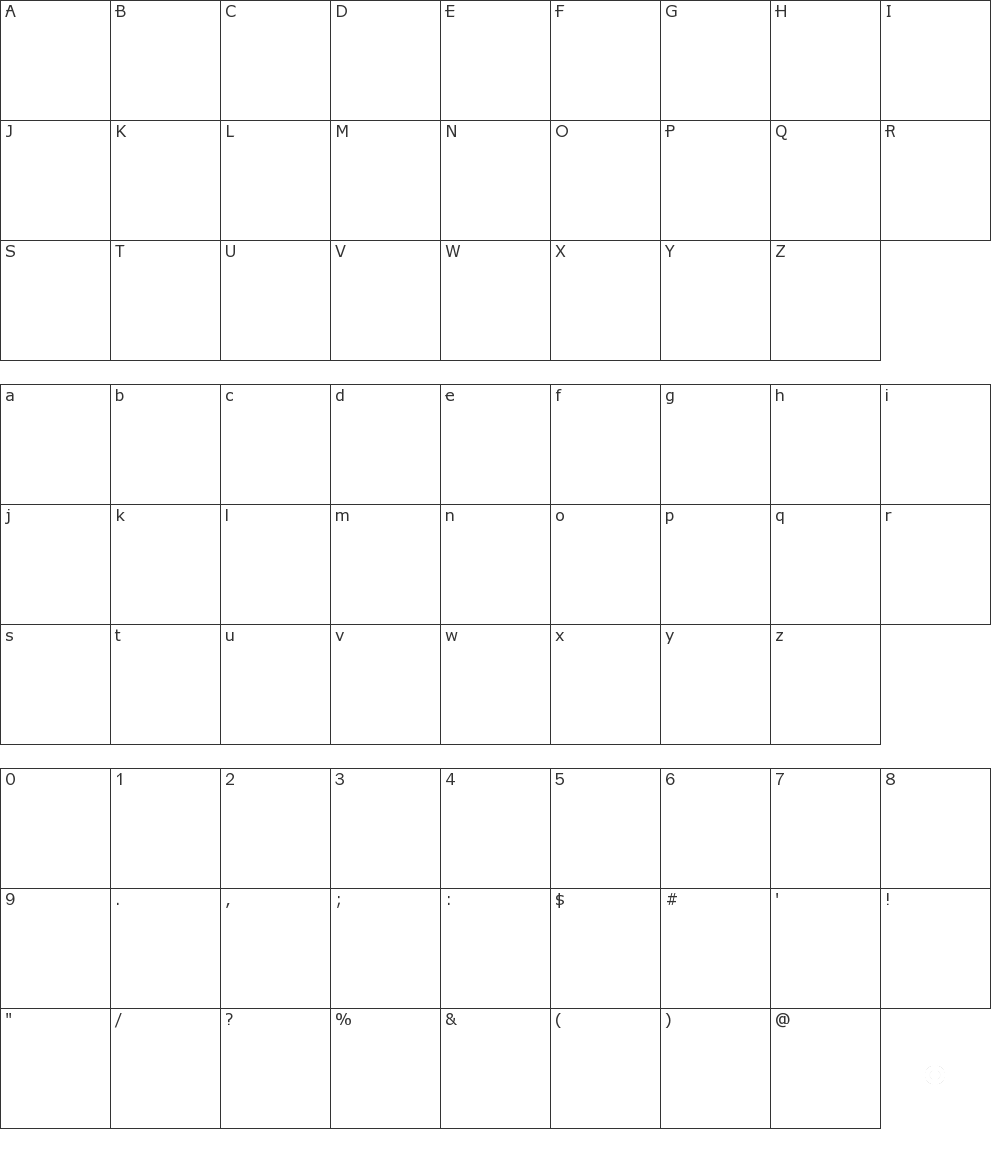 A B C D E F G H I
J K L M N O P Q R
S T U V W X Y Z
a b c d e f g h i
j k l m n o p q r
s t u v w x y z
0 1 2 3 4 5 6 7 8
9 . , ; : $ # ' !
" / ? % & ( ) @